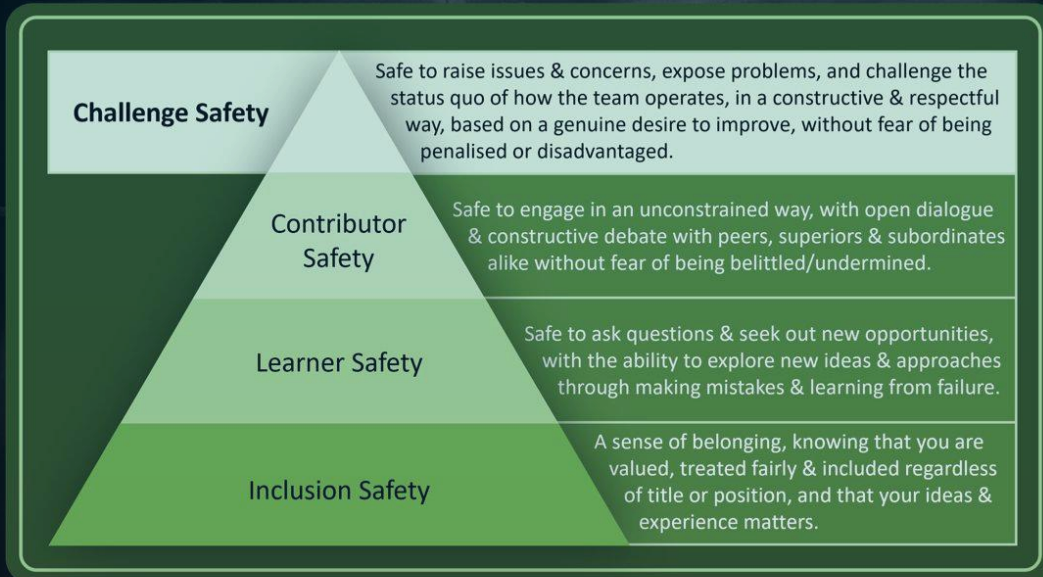 Challenge Safety
Safe to raise issues & concerns, expose problems, and challenge the
status quo of how the team operates, in a constructive & respectful
way, based on a genuine desire to improve, without fear of being
penalised or disadvantaged.
Contributor
Safety
Safe to engage in an unconstrained way, with open dialogue
& constructive debate with peers, superiors & subordinates
alike without fear of being belittled/undermined.
Learner Safety
Safe to ask questions & seek out new opportunities,
with the ability to explore new ideas & approaches
through making mistakes & learning from failure.
Inclusion Safety
A sense of belonging, knowing that you are
valued, treated fairly & included regardless
of title or position, and that your ideas &
experience matters.